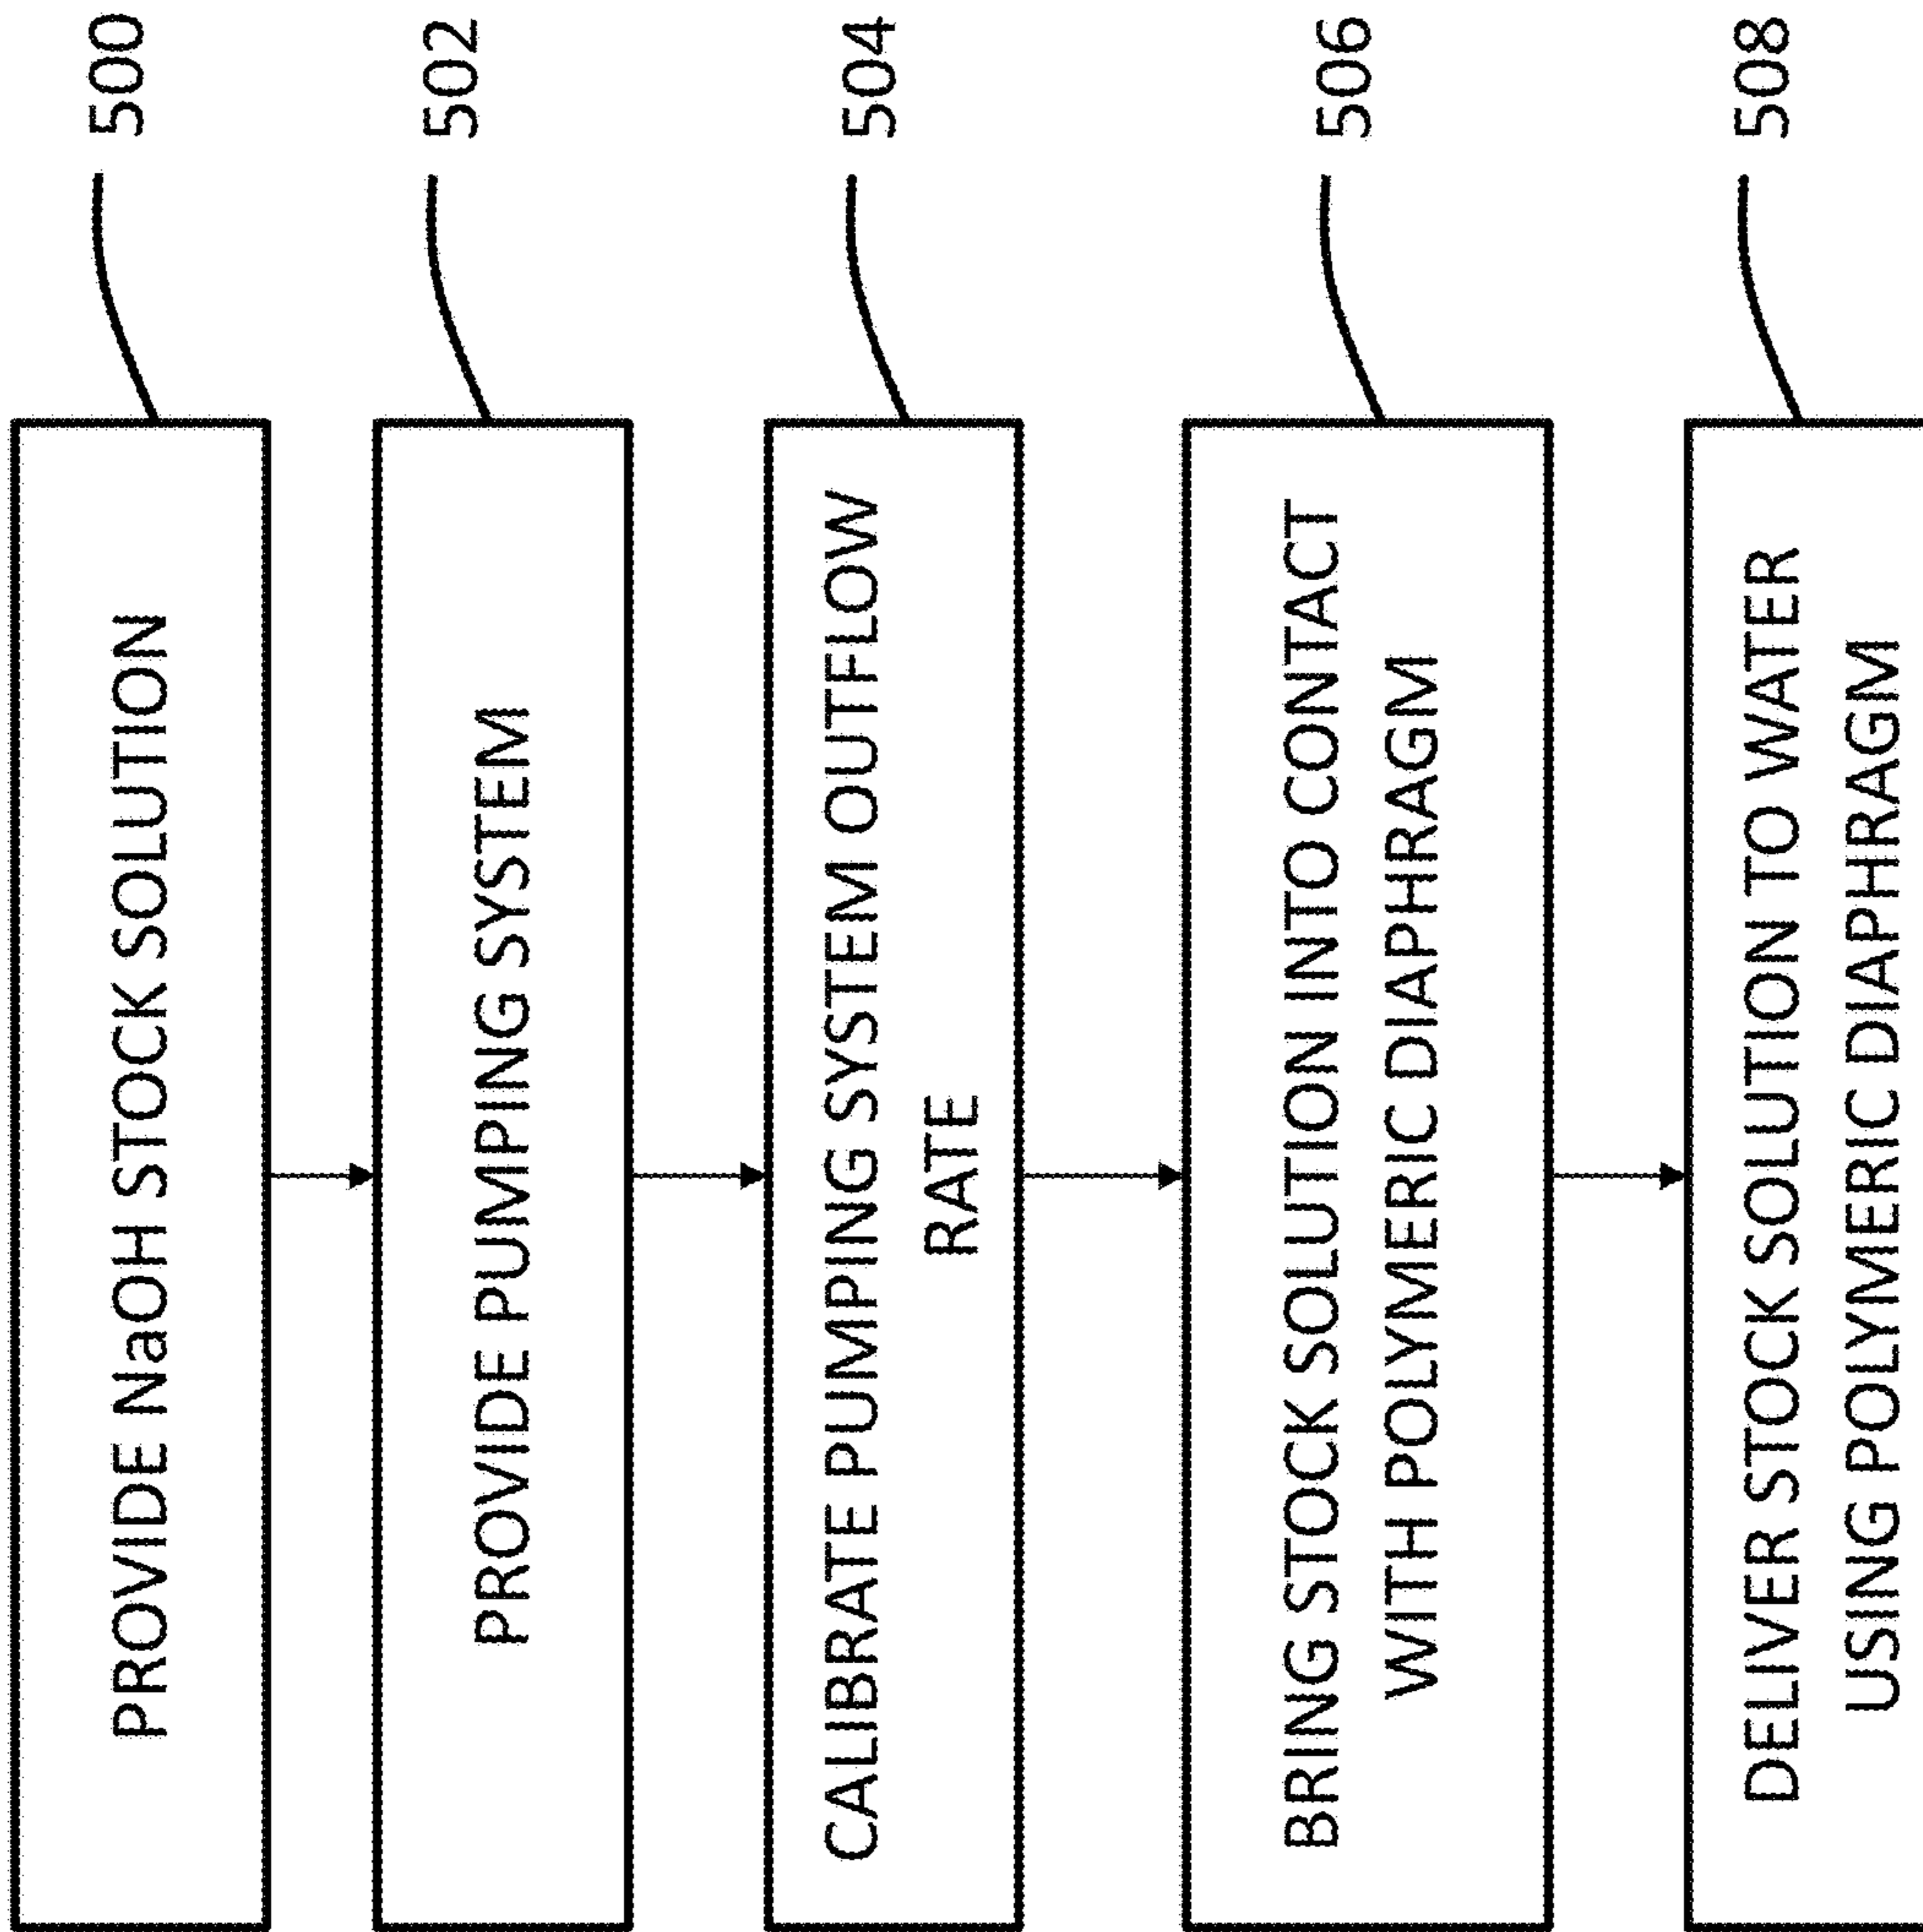 PROVIDE NaOH STOCK SOLUTION
500
PROVIDE PUMPING SYSTEM
502
CALIBRATE PUMPING SYSTEM OUTFLOW
RATE
504
BRING STOCK SOLUTION INTO CONTACT
WITH POLYMERIC DIAPHRAGM
506
DELIVER STOCK SOLUTION TO WATER
USING POLYMERIC DIAPHRAGM
508